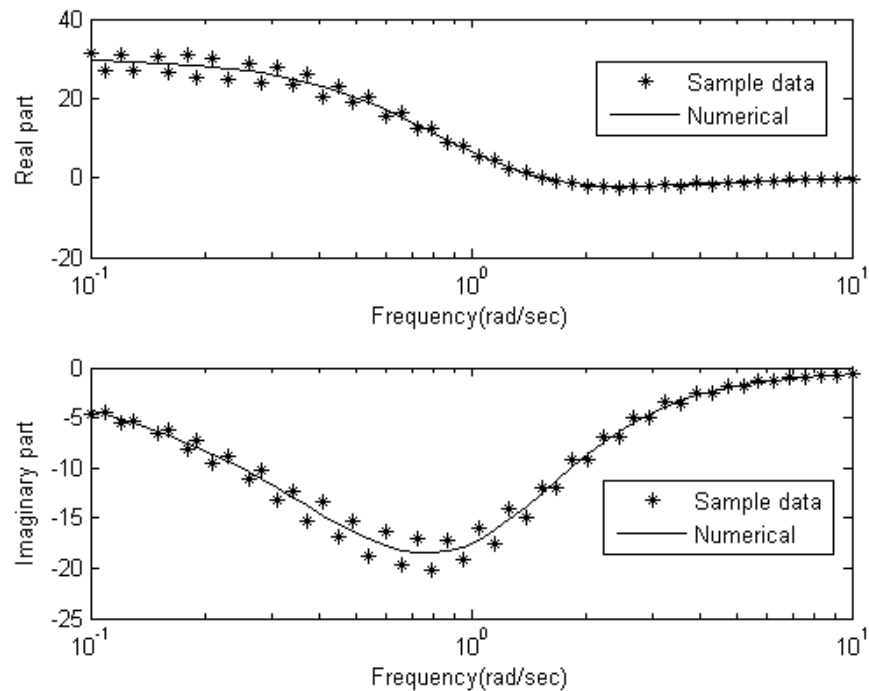 40
20
0
-20
Real part
Sample data
Numerical
10^-1
10^0
10^1
Frequency(rad/sec)
0
-5
-10
-15
-20
-25
Imaginary part
Sample data
Numerical
10^-1
10^0
10^1
Frequency(rad/sec)